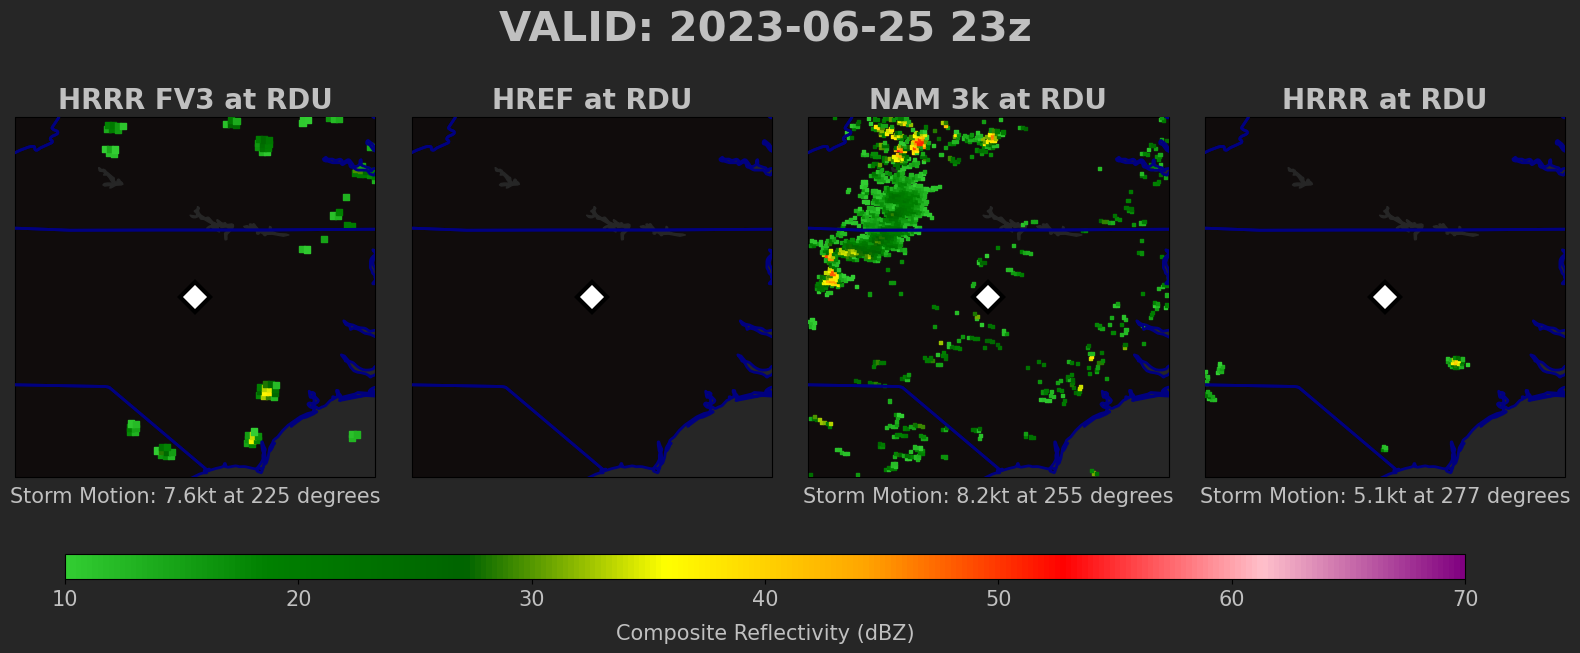 VALID: 2023-06-25 23z
HRRR FV3 at RDU
HREF at RDU
NAM 3k at RDU
HRRR at RDU
Storm Motion: 7.6kt at 225 degrees
Storm Motion: 8.2kt at 255 degrees
Storm Motion: 5.1kt at 277 degrees
10 20 30 40 50 60 70
Composite Reflectivity (dBZ)